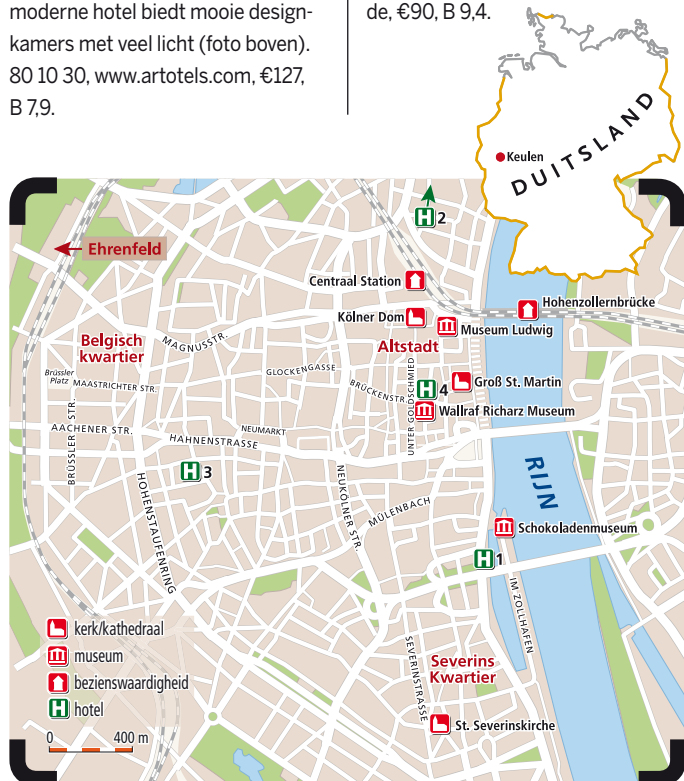 moderne hotel biedt mooie design-
kamers met veel licht (foto boven).
80 10 30, www.artotels.com, €127,
B 7,9.
de, €90, B 9,4.
DUITSLAND
Keulen
H 2
Ehrenfeld
Centraal Station
Hohenzollernbrücke
Kölner Dom
Museum Ludwig
Belgisch
kwartier
MAGNUSSTR.
Altstadt
GLOCKENGASSE
Brüssler
Platz
MAASTRICHTER STR.
BRÜCKENSTR.
UNTER GOLDSCHMIED
H 4
Groß St. Martin
Wallraf Richarz Museum
AACHENER STR.
HAHNENSTRASSE
NEUMARKT
BRÜSSLER STR.
H 3
HOHENSTAUFENRING
NEUKÖLNER STR.
MÜLENBACH
RIJN
Schokoladenmuseum
H 1
IM ZOLLHAFEN
SEVERINSTRASSE
Severins
Kwartier
St. Severinskirche
kerk/kathedraal
museum
bezienswaardigheid
H hotel
0 400 m